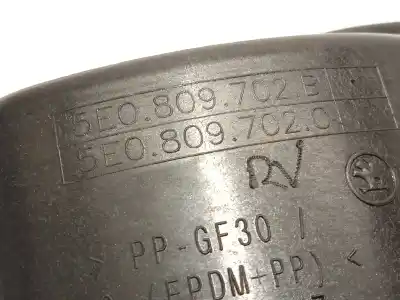 5E0.809.702.B
5E0.809.702.C
RV
PP-GF30 /
(EPDM+PP) <